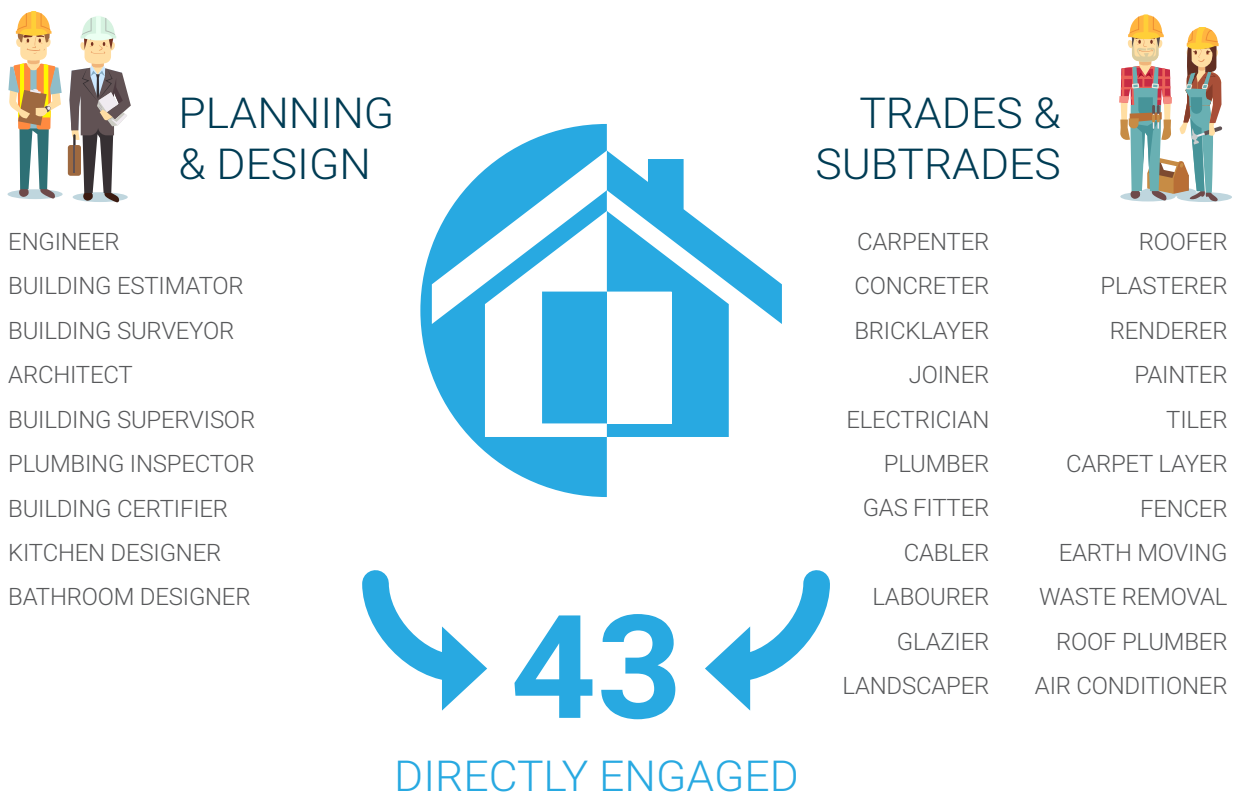 PLANNING
& DESIGN
ENGINEER
BUILDING ESTIMATOR
BUILDING SURVEYOR
ARCHITECT
BUILDING SUPERVISOR
PLUMBING INSPECTOR
BUILDING CERTIFIER
KITCHEN DESIGNER
BATHROOM DESIGNER
TRADES &
SUBTRADES
CARPENTER
CONCRETER
BRICKLAYER
JOINER
ELECTRICIAN
PLUMBER
GAS FITTER
CABLER
LABOURER
GLAZIER
LANDSCAPER
ROOFER
PLASTERER
RENDERER
PAINTER
TILER
CARPET LAYER
FENCER
EARTH MOVING
WASTE REMOVAL
ROOF PLUMBER
AIR CONDITIONER
43
DIRECTLY ENGAGED